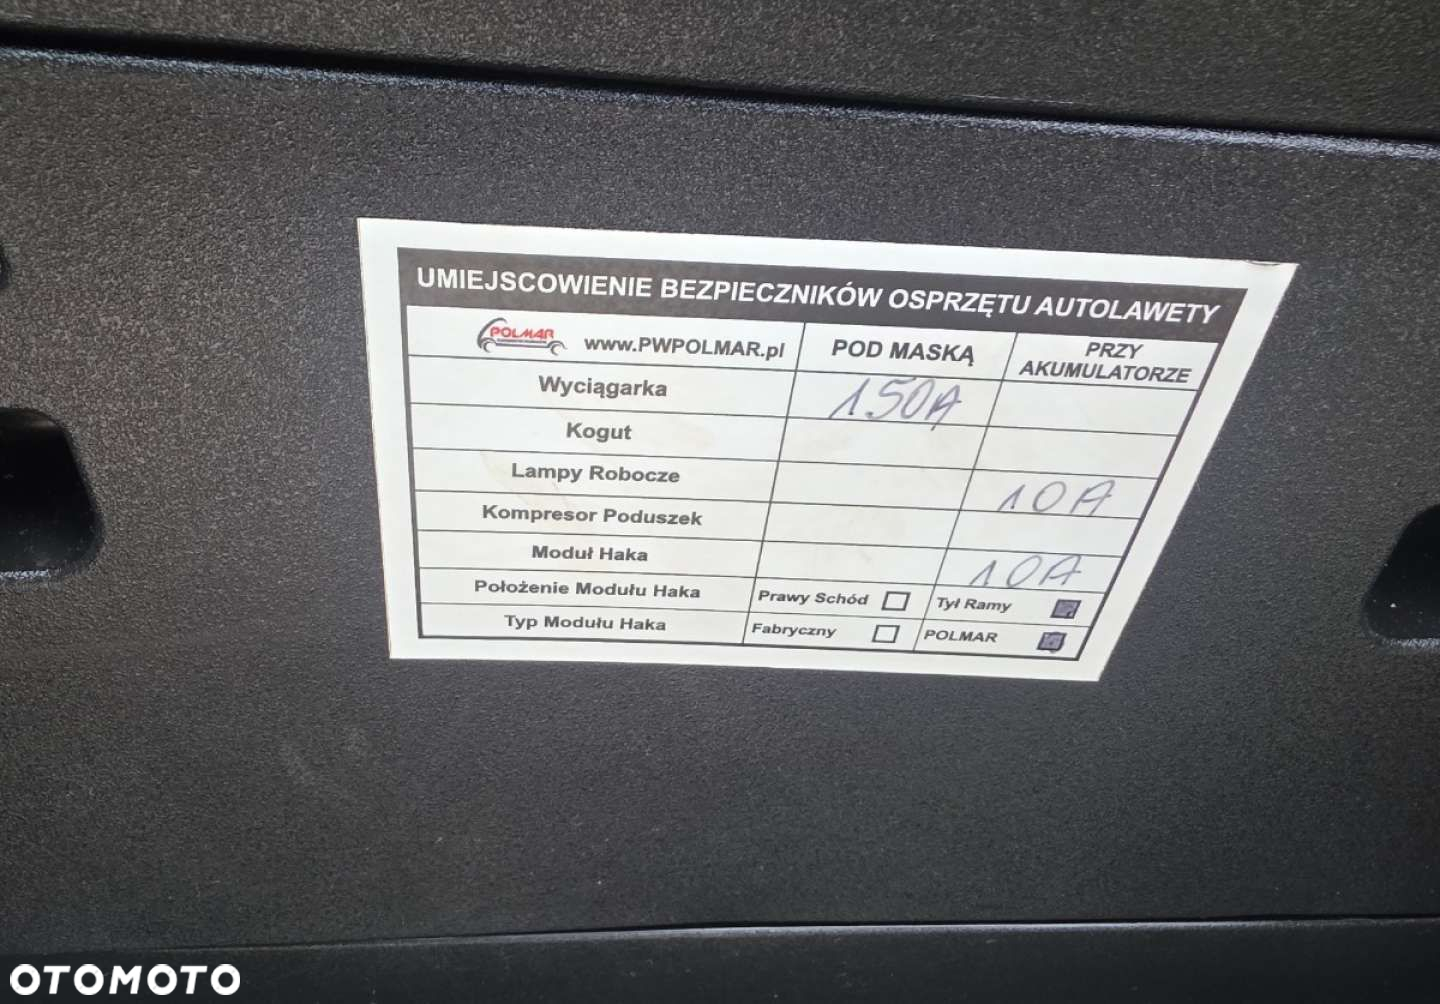 UMIEJSCOWIENIE BEZPIECZNIKÓW OSPRZĘTU AUTOLAWETY
POLMAR www.PWPOLMAR.pl POD MASKĄ PRZY AKUMULATORZE
Wyciągarka 150A
Kogut
Lampy Robocze 10A
Kompresor Poduszek
Moduł Haka 10A
Położenie Modułu Haka Prawy Schód Tył Ramy
Typ Modułu Haka Fabryczny POLMAR
OTOMOTO